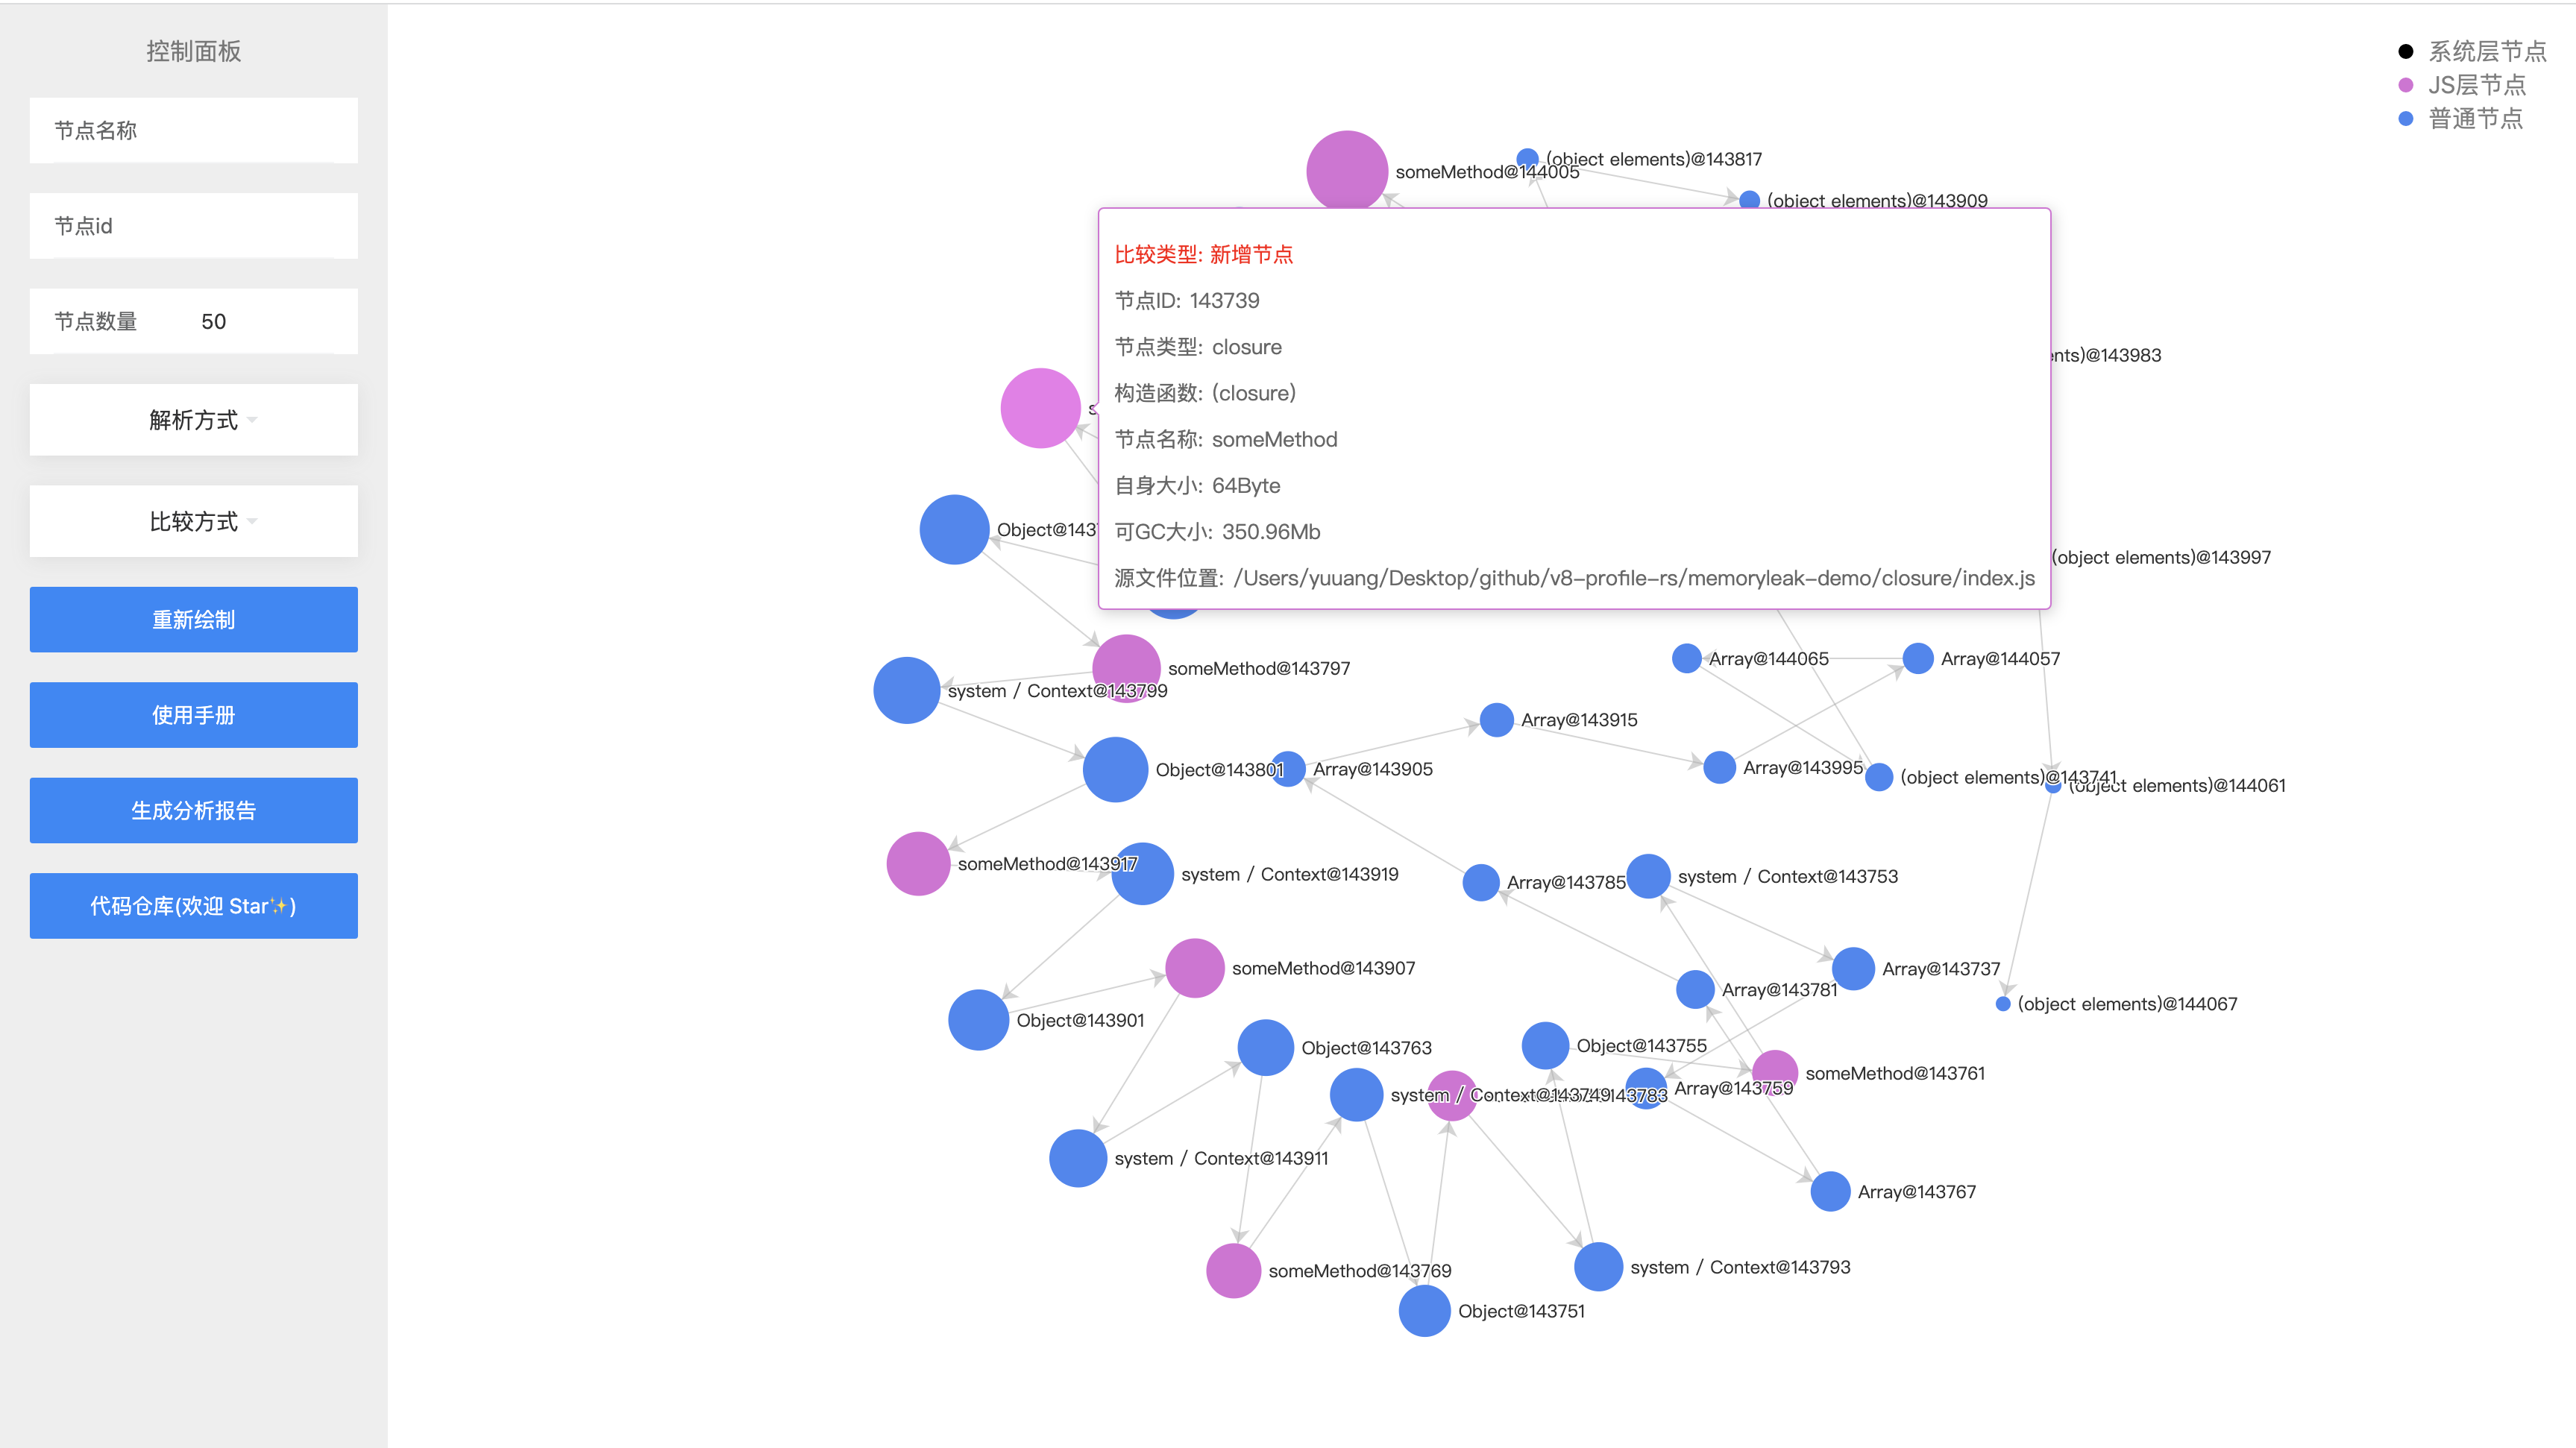 控制面板
节点名称
节点id
节点数量 50
解析方式
比较方式
重新绘制
使用手册
生成分析报告
代码仓库(欢迎 Star✨)
系统层节点
JS层节点
普通节点
someMethod@144005
(object elements)@143817
(object elements)@143909
比较类型: 新增节点
节点ID: 143739
节点类型: closure
构造函数: (closure)
节点名称: someMethod
自身大小: 64Byte
可GC大小: 350.96Mb
源文件位置: /Users/yuuang/Desktop/github/v8-profile-rs/memoryleak-demo/closure/index.js
ents)@143983
s
Object@143
(object elements)@143997
someMethod@143797
system / Context@143799
Array@144065
Array@144057
Array@143915
Object@143801
Array@143905
Array@143995
(object elements)@143741
(object elements)@144061
someMethod@143917
system / Context@143919
Array@143785
system / Context@143753
someMethod@143907
Array@143737
Array@143781
(object elements)@144067
Object@143901
Object@143763
Object@143755
someMethod@143761
Array@143759
system / Context@143749
143783
system / Context@143911
Array@143767
someMethod@143769
system / Context@143793
Object@143751